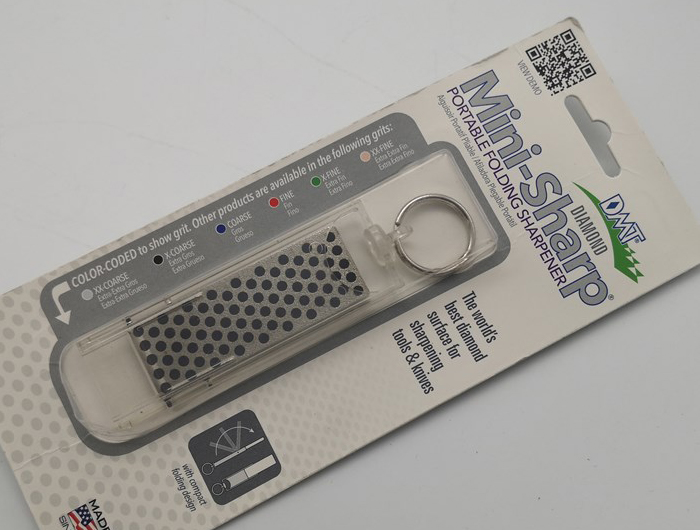 VIEW DEMO
Mini-Sharp®
PORTABLE FOLDING SHARPENER
Aiguisoir Portatif Pliable / Afiladora Plegable Portátil
DIAMOND
DMT®
COLOR-CODED to show grit. Other products are available in the following grits:
XX-COARSE
Extra Extra Gros
Extra Extra Grueso
X-COARSE
Extra Gros
Extra Grueso
COARSE
Gros
Grueso
FINE
Fin
Fino
X-FINE
Extra Fin
Extra Fino
XX-FINE
Extra Extra Fin
Extra Extra Fino
The world's
best diamond
surface for
sharpening
tools & knives
with compact
folding design
MADE